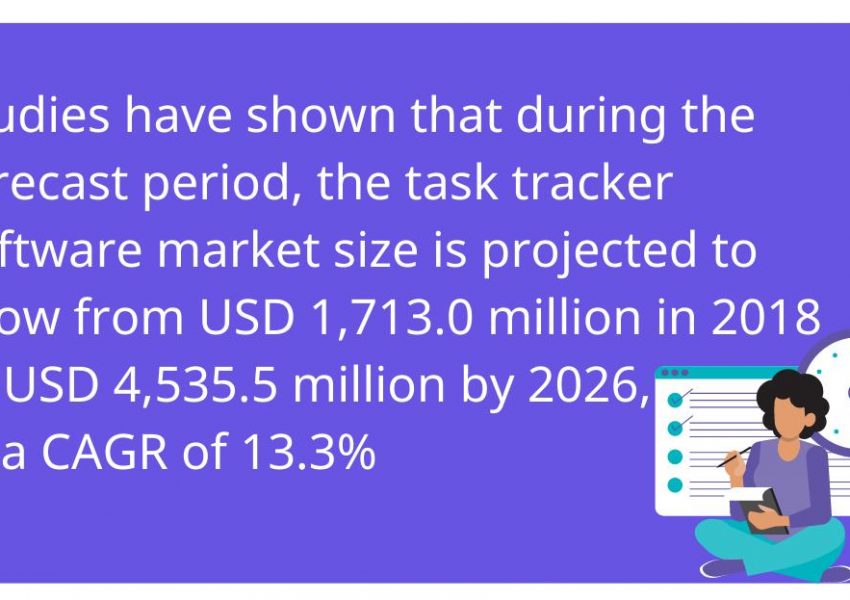 udies have shown that during the
recast period, the task tracker
ftware market size is projected to
ow from USD 1,713.0 million in 2018
USD 4,535.5 million by 2026,
a CAGR of 13.3%